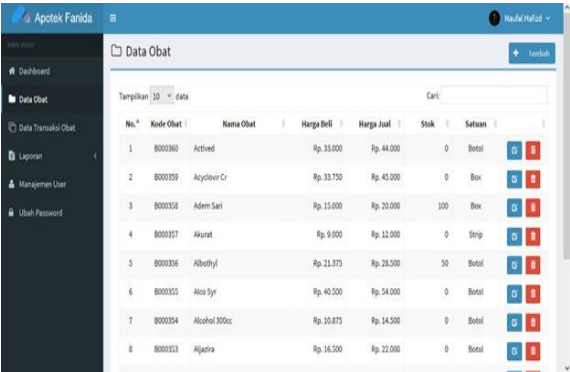 Apotek Fanida
Naufal Hafizd
MAIN MENU
Dashboard
Data Obat
Data Transaksi Obat
Laporan
Manajemen User
Ubah Password
Data Obat
Tambah
Tampilkan 10 data
Cari:
No. Kode Obat Nama Obat Harga Beli Harga Jual Stok Satuan
1 B000360 Actived Rp. 33.000 Rp. 44.000 0 Botol
2 B000359 Acyclovir Cr Rp. 33.750 Rp. 45.000 0 Box
3 B000358 Adem Sari Rp. 15.000 Rp. 20.000 100 Box
4 B000357 Akurat Rp. 9.000 Rp. 12.000 0 Strip
5 B000356 Albothyl Rp. 21.375 Rp. 28.500 50 Botol
6 B000355 Alco Syr Rp. 40.500 Rp. 54.000 0 Botol
7 B000354 Alcohol 300cc Rp. 10.875 Rp. 14.500 0 Botol
8 B000353 Aljazira Rp. 16.500 Rp. 22.000 0 Botol